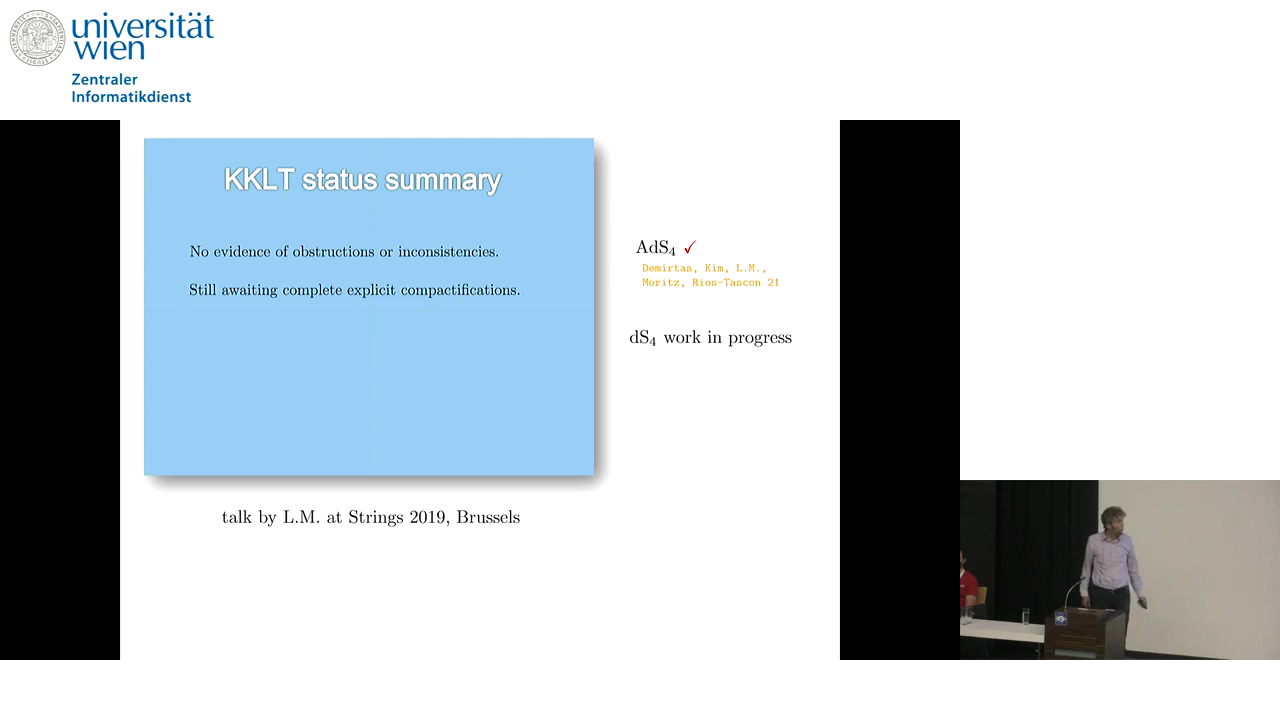 universität
wien
Zentraler
Informatikdienst
KKLT status summary
No evidence of obstructions or inconsistencies.
Still awaiting complete explicit compactifications.
talk by L.M. at Strings 2019, Brussels
AdS₄ ✓
Demirtas, Kim, L.M.,
Moritz, Rios-Tascon 21
dS₄ work in progress